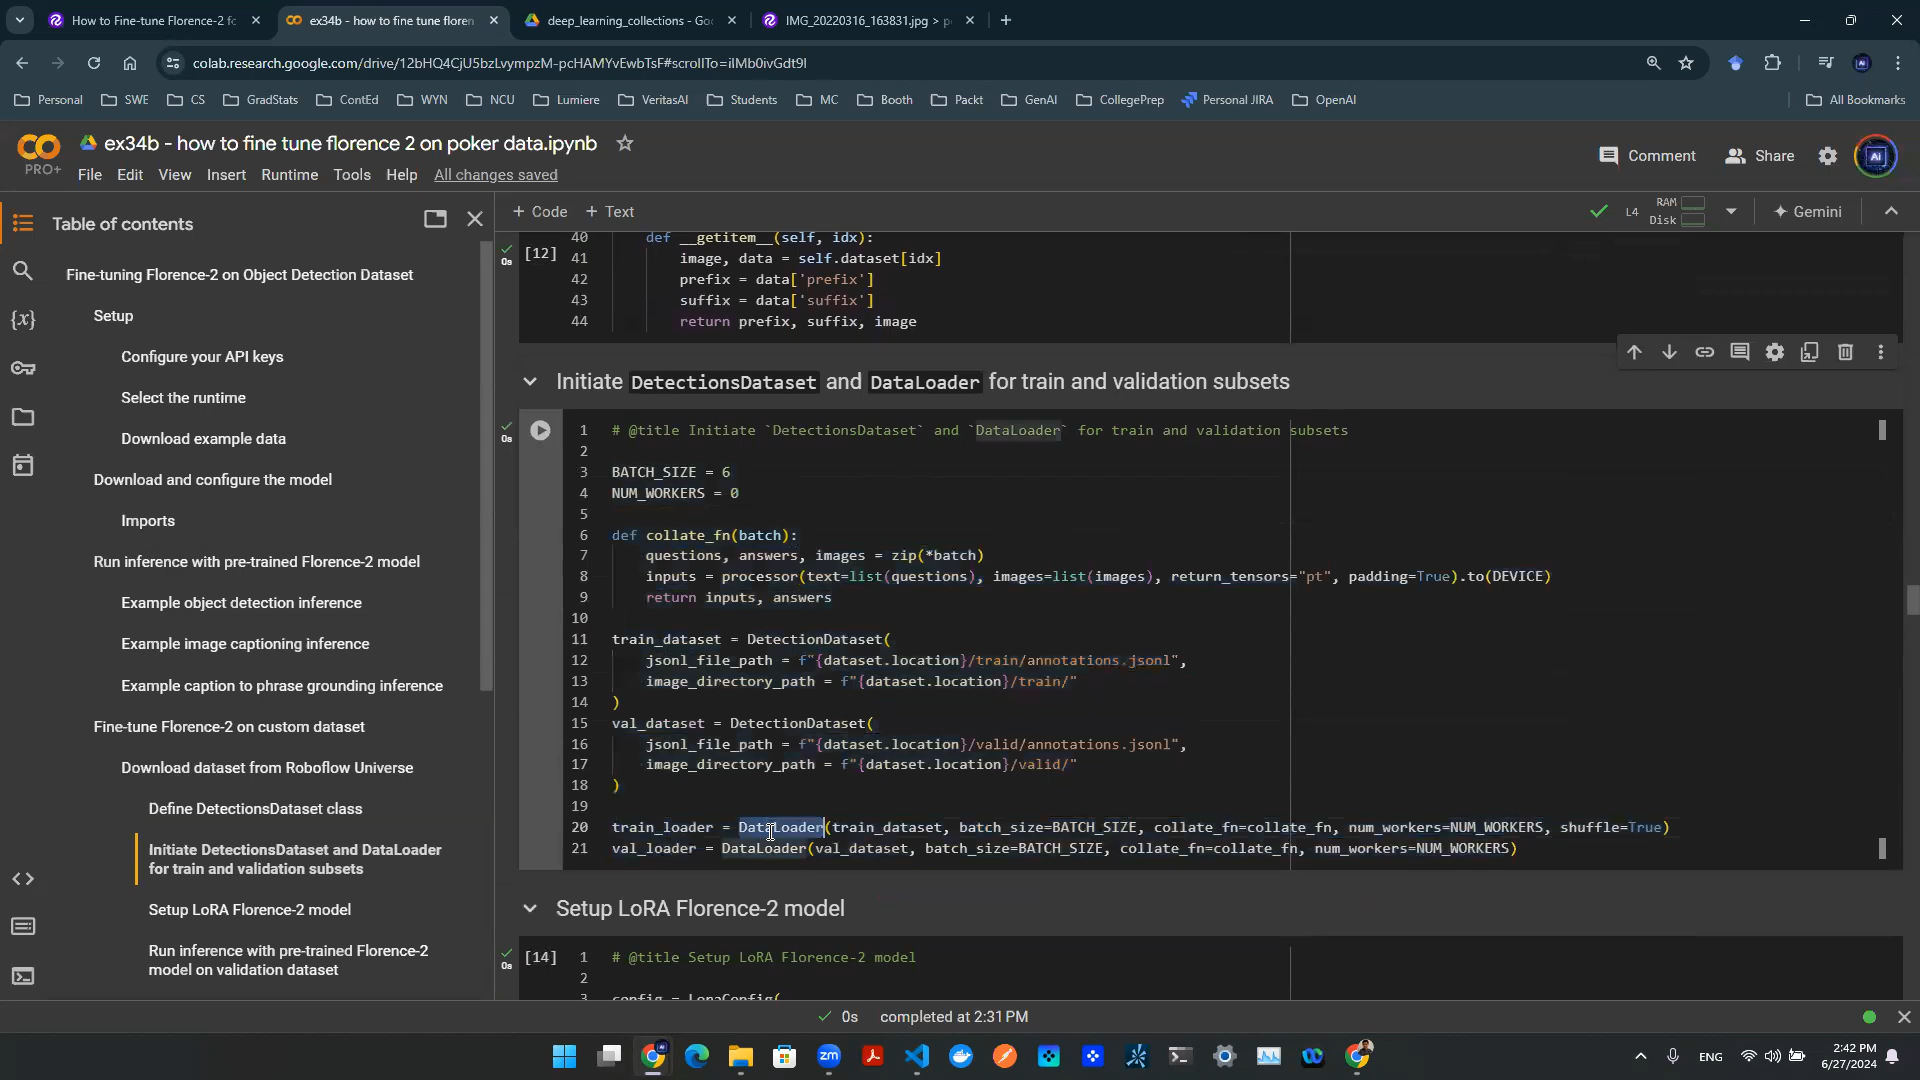 How to Fine-tune Florence-2 fo
ex34b - how to fine tune floren
deep_learning_collections - Goo
IMG_20220316_163831.jpg > p
colab.research.google.com/drive/12bHQ4CjU5bzLvympzM-pcHAMYvEwbTsF#scrollTo=ilMb0ivGdt9I
Personal SWE CS GradStats ContEd WYN NCU Lumiere VeritasAI Students MC Booth Packt GenAI CollegePrep Personal JIRA OpenAI All Bookmarks
CO PRO+
ex34b - how to fine tune florence 2 on poker data.ipynb
Comment Share
File Edit View Insert Runtime Tools Help All changes saved
+ Code + Text
L4 RAM Disk Gemini
Table of contents
Fine-tuning Florence-2 on Object Detection Dataset
Setup
Configure your API keys
Select the runtime
Download example data
Download and configure the model
Imports
Run inference with pre-trained Florence-2 model
Example object detection inference
Example image captioning inference
Example caption to phrase grounding inference
Fine-tune Florence-2 on custom dataset
Download dataset from Roboflow Universe
Define DetectionsDataset class
Initiate DetectionsDataset and DataLoader
for train and validation subsets
Setup LoRA Florence-2 model
Run inference with pre-trained Florence-2
model on validation dataset
0s [12]
40 def __getitem__(self, idx):
41 image, data = self.dataset[idx]
42 prefix = data['prefix']
43 suffix = data['suffix']
44 return prefix, suffix, image
Initiate DetectionsDataset and DataLoader for train and validation subsets
0s
1 # @title Initiate `DetectionsDataset` and `DataLoader` for train and validation subsets
2
3 BATCH_SIZE = 6
4 NUM_WORKERS = 0
5
6 def collate_fn(batch):
7 questions, answers, images = zip(*batch)
8 inputs = processor(text=list(questions), images=list(images), return_tensors="pt", padding=True).to(DEVICE)
9 return inputs, answers
10
11 train_dataset = DetectionDataset(
12 jsonl_file_path = f"{dataset.location}/train/annotations.jsonl",
13 image_directory_path = f"{dataset.location}/train/"
14 )
15 val_dataset = DetectionDataset(
16 jsonl_file_path = f"{dataset.location}/valid/annotations.jsonl",
17 image_directory_path = f"{dataset.location}/valid/"
18 )
19
20 train_loader = DataLoader(train_dataset, batch_size=BATCH_SIZE, collate_fn=collate_fn, num_workers=NUM_WORKERS, shuffle=True)
21 val_loader = DataLoader(val_dataset, batch_size=BATCH_SIZE, collate_fn=collate_fn, num_workers=NUM_WORKERS)
Setup LoRA Florence-2 model
0s [14]
1 # @title Setup LoRA Florence-2 model
2
3 config = LoraConfig(
0s completed at 2:31 PM
zm
ENG
2:42 PM
6/27/2024